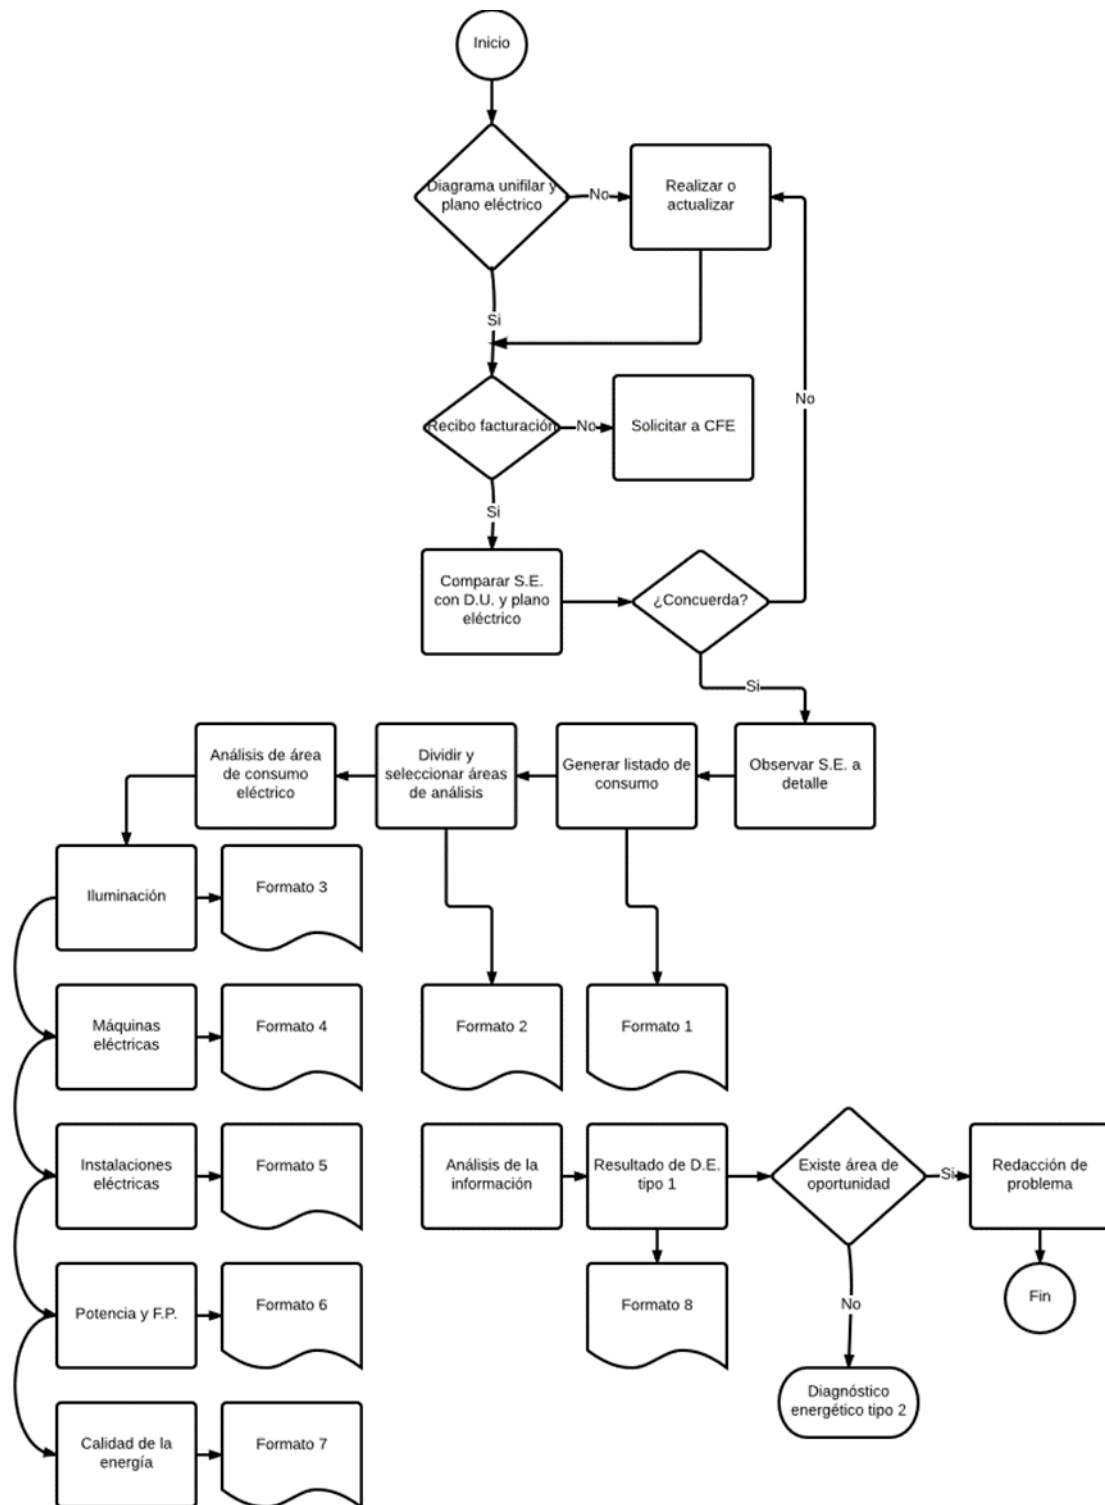 Inicio
Diagrama unifilar y
plano eléctrico
No
Realizar o
actualizar
Si
Recibo facturación
No
Solicitar a CFE
No
Si
Comparar S.E.
con D.U. y plano
eléctrico
¿Concuerda?
Si
Análisis de área
de consumo
eléctrico
Dividir y
seleccionar áreas
de análisis
Generar listado de
consumo
Observar S.E. a
detalle
Iluminación
Formato 3
Máquinas
eléctricas
Formato 4
Formato 2
Formato 1
Instalaciones
eléctricas
Formato 5
Análisis de la
información
Resultado de D.E.
tipo 1
Existe área de
oportunidad
Si
Redacción de
problema
Potencia y F.P.
Formato 6
Formato 8
No
Fin
Diagnóstico
energético tipo 2
Calidad de la
energía
Formato 7